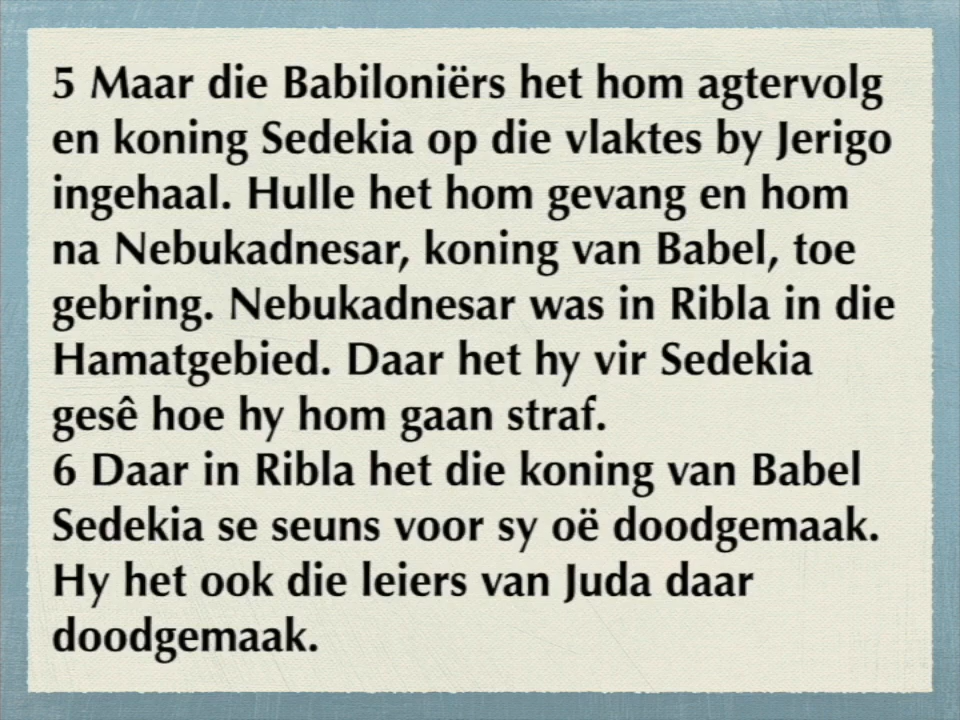 5 Maar die Babiloniërs het hom agtervolg
en koning Sedekia op die vlaktes by Jerigo
ingehaal. Hulle het hom gevang en hom
na Nebukadnesar, koning van Babel, toe
gebring. Nebukadnesar was in Ribla in die
Hamatgebied. Daar het hy vir Sedekia
gesê hoe hy hom gaan straf.
6 Daar in Ribla het die koning van Babel
Sedekia se seuns voor sy oë doodgemaak.
Hy het ook die leiers van Juda daar
doodgemaak.